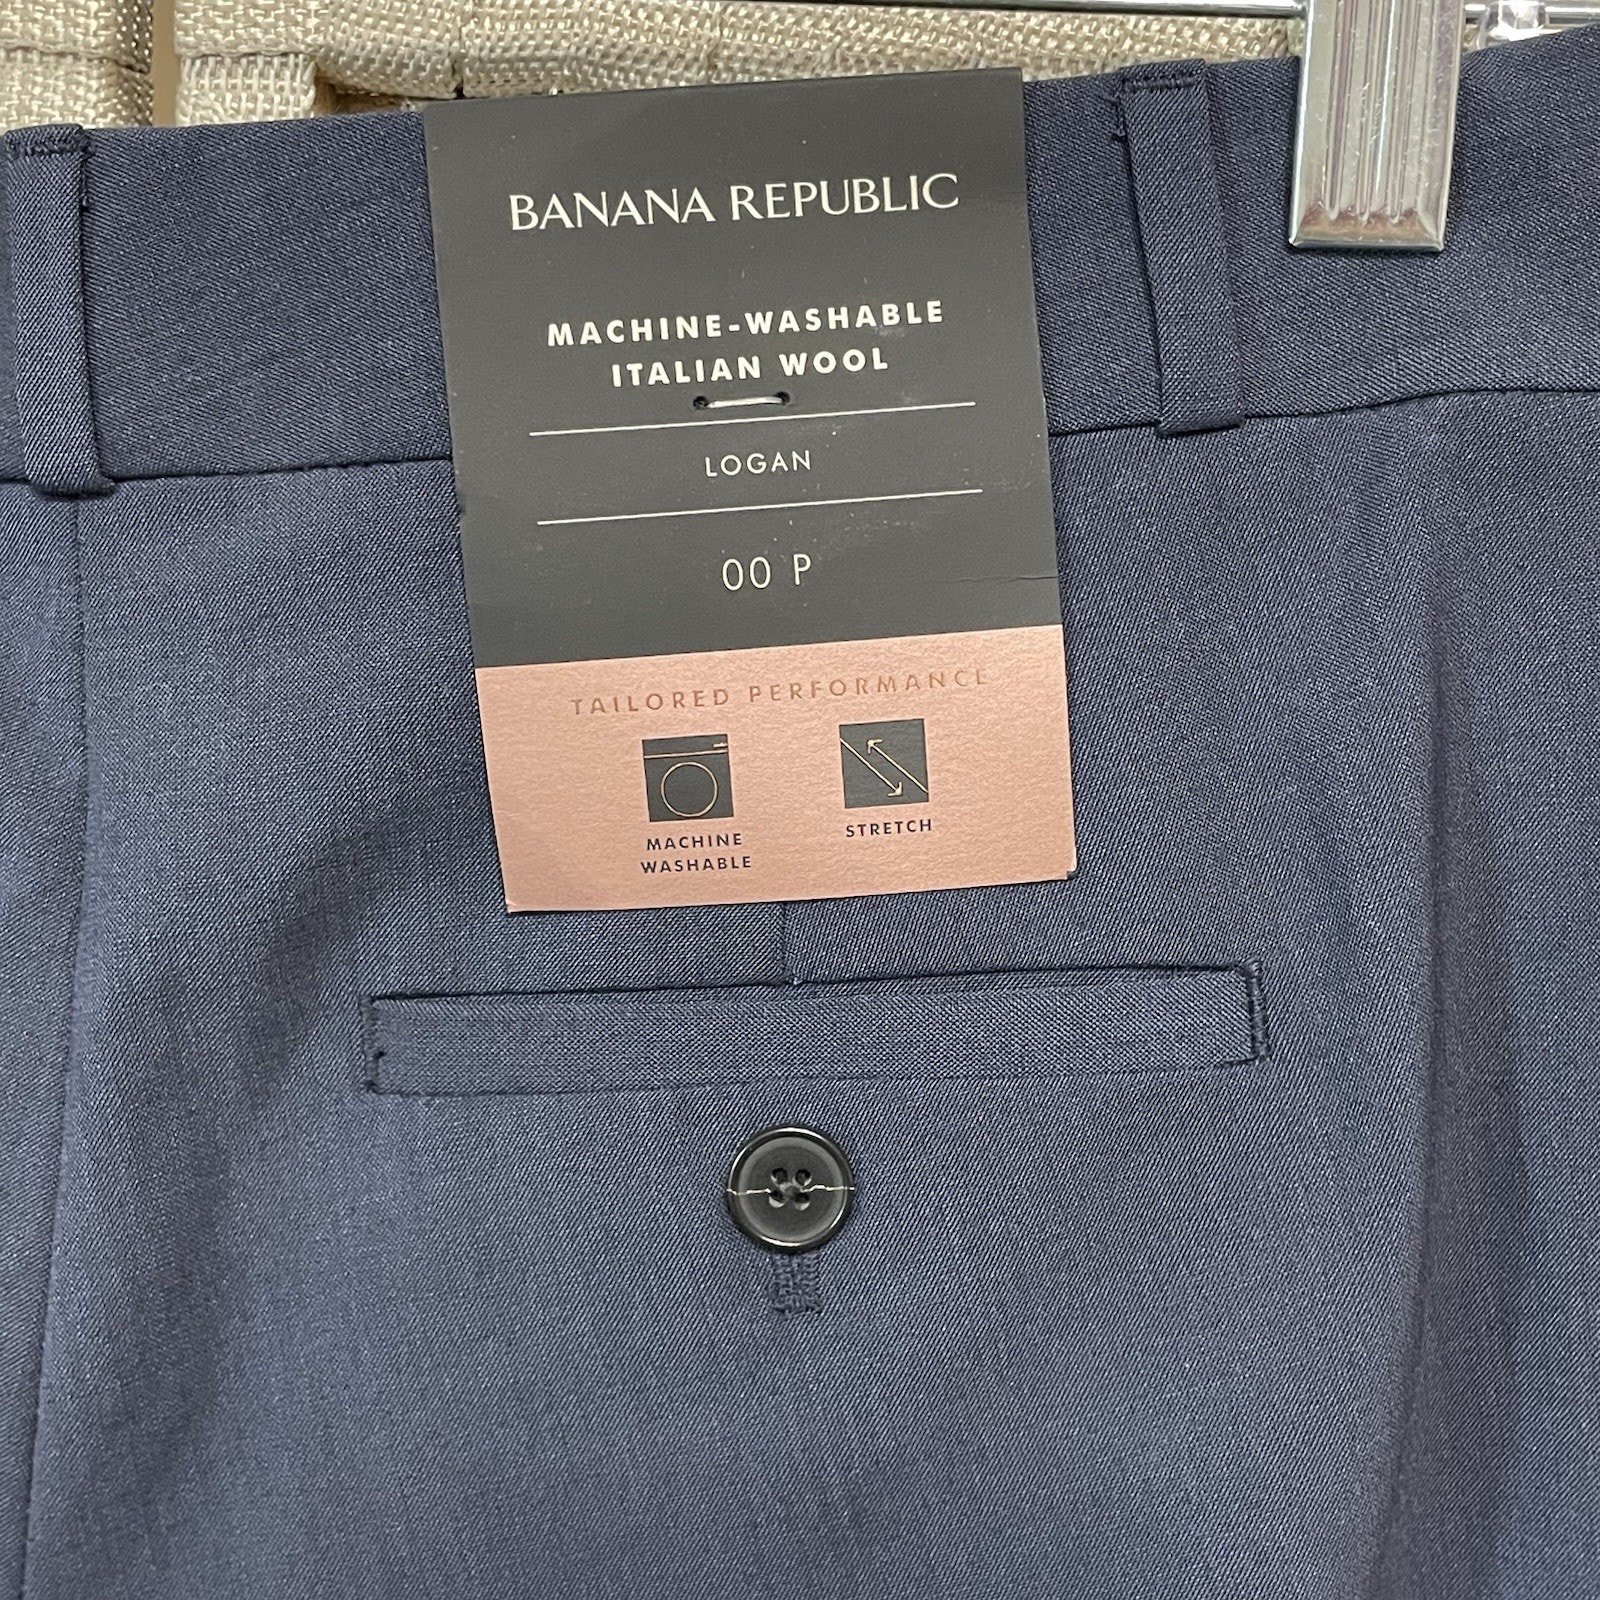 BANANA REPUBLIC
MACHINE-WASHABLE
ITALIAN WOOL
LOGAN
00 P
TAILORED PERFORMANCE
MACHINE
WASHABLE
STRETCH